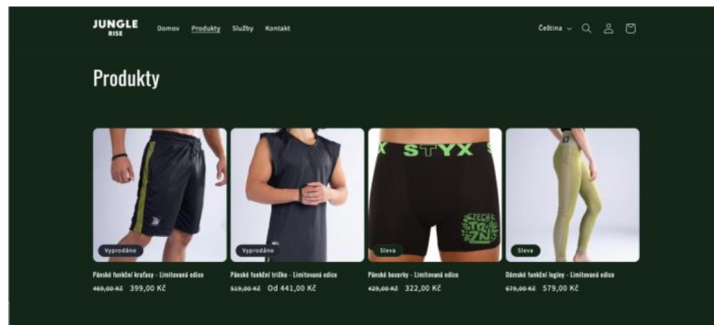 JUNGLE
RISE
Domov Produkty Služby Kontakt
Čeština
Produkty
STYX
CZECH
Vyprodáno
Vyprodáno
Sleva
Sleva
Pánské funkční kraťasy - Limitovaná edice
Pánské funkční tričko - Limitovaná edice
Pánské boxerky - Limitovaná edice
Dámské funkční legíny - Limitovaná edice
469,00 Kč 399,00 Kč
519,00 Kč Od 441,00 Kč
429,00 Kč 322,00 Kč
679,00 Kč 579,00 Kč